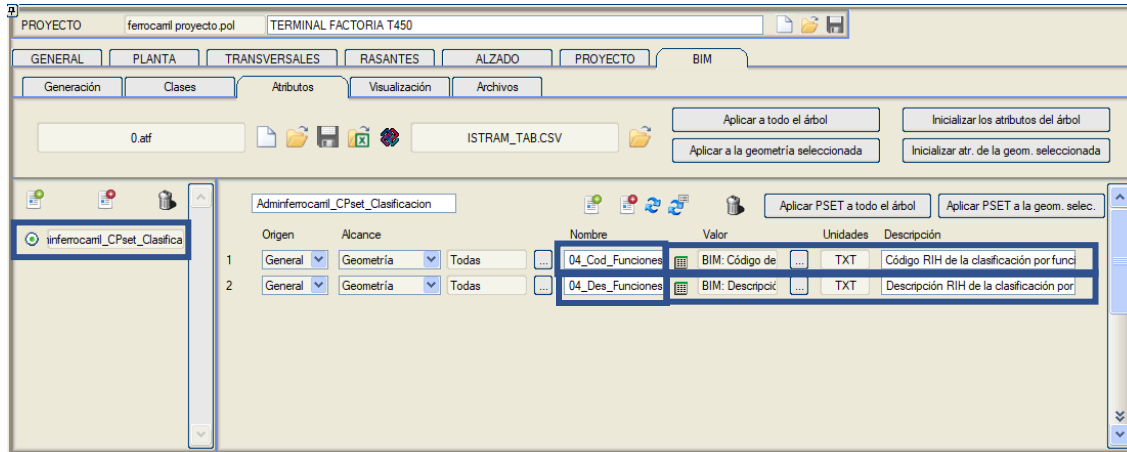 PROYECTO ferrocarril proyecto.pol TERMINAL FACTORIA T450
GENERAL PLANTA TRANSVERSALES RASANTES ALZADO PROYECTO BIM
Generación Clases Atributos Visualización Archivos
0.atf ISTRAM_TAB.CSV
Aplicar a todo el árbol Inicializar los atributos del árbol
Aplicar a la geometría seleccionada Inicializar atr. de la geom. seleccionada
Adminferrocarril_CPset_Clasificacion Aplicar PSET a todo el árbol Aplicar PSET a la geom. selec.
inferrocarril_CPset_Clasifica
Origen Alcance Nombre Valor Unidades Descripción
1 General Geometría Todas ... 04_Cod_Funciones BIM: Código de ... TXT Código RIH de la clasificación por funci
2 General Geometría Todas ... 04_Des_Funciones BIM: Descripció ... TXT Descripción RIH de la clasificación por